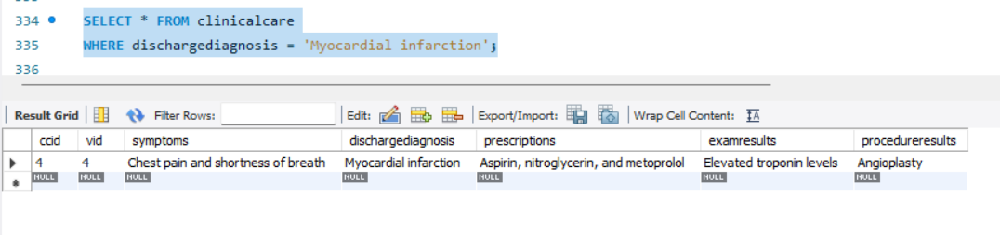 334 SELECT * FROM clinicalcare
335 WHERE dischargediagnosis = 'Myocardial infarction';
336
Result Grid Filter Rows: Edit: Export/Import: Wrap Cell Content: IA
ccid vid symptoms dischargediagnosis prescriptions examresults procedureresults
4 4 Chest pain and shortness of breath Myocardial infarction Aspirin, nitroglycerin, and metoprolol Elevated troponin levels Angioplasty
NULL NULL NULL NULL NULL NULL NULL